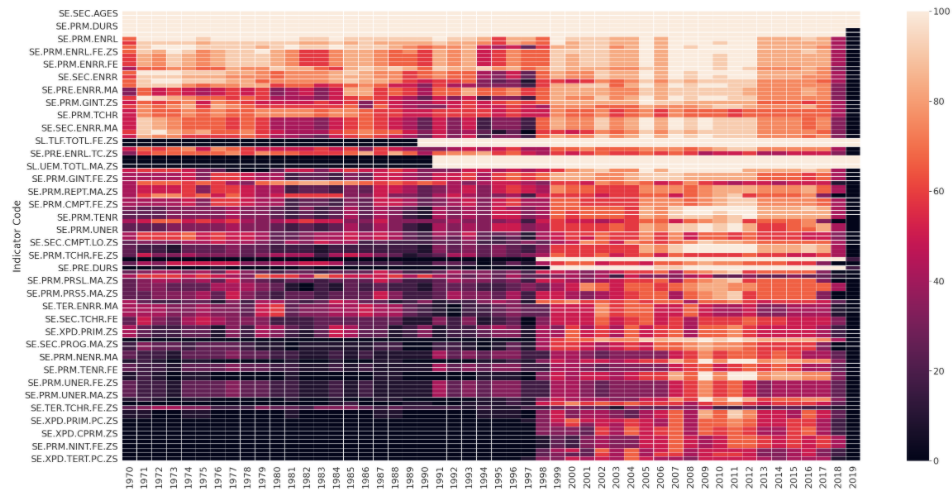 SE.SEC.AGES
SE.PRM.DURS
SE.PRM.ENRL
SE.PRM.ENRL.FE.ZS
SE.PRM.ENRR.FE
SE.SEC.ENRR
SE.PRE.ENRR.MA
SE.PRM.GINT.ZS
SE.PRM.TCHR
SE.SEC.ENRR.MA
SL.TLF.TOTL.FE.ZS
SE.PRE.ENRL.TC.ZS
SL.UEM.TOTL.MA.ZS
SE.PRM.GINT.FE.ZS
SE.PRM.REPT.MA.ZS
SE.PRM.CMPT.FE.ZS
SE.PRM.TENR
SE.PRM.UNER
SE.SEC.CMPT.LO.ZS
SE.PRM.TCHR.FE.ZS
SE.PRE.DURS
SE.PRM.PRSL.MA.ZS
SE.PRM.PRS5.MA.ZS
SE.TER.ENRR.MA
SE.SEC.TCHR.FE
SE.XPD.PRIM.ZS
SE.SEC.PROG.MA.ZS
SE.PRM.NENR.MA
SE.PRM.TENR.FE
SE.PRM.UNER.FE.ZS
SE.PRM.UNER.MA.ZS
SE.TER.TCHR.FE.ZS
SE.XPD.PRIM.PC.ZS
SE.XPD.CPRM.ZS
SE.PRM.NINT.FE.ZS
SE.XPD.TERT.PC.ZS
Indicator Code
1970 1971 1972 1973 1974 1975 1976 1977 1978 1979 1980 1981 1982 1983 1984 1985 1986 1987 1988 1989 1990 1991 1992 1993 1994 1995 1996 1997 1998 1999 2000 2001 2002 2003 2004 2005 2006 2007 2008 2009 2010 2011 2012 2013 2014 2015 2016 2017 2018 2019
100
80
60
40
20
0